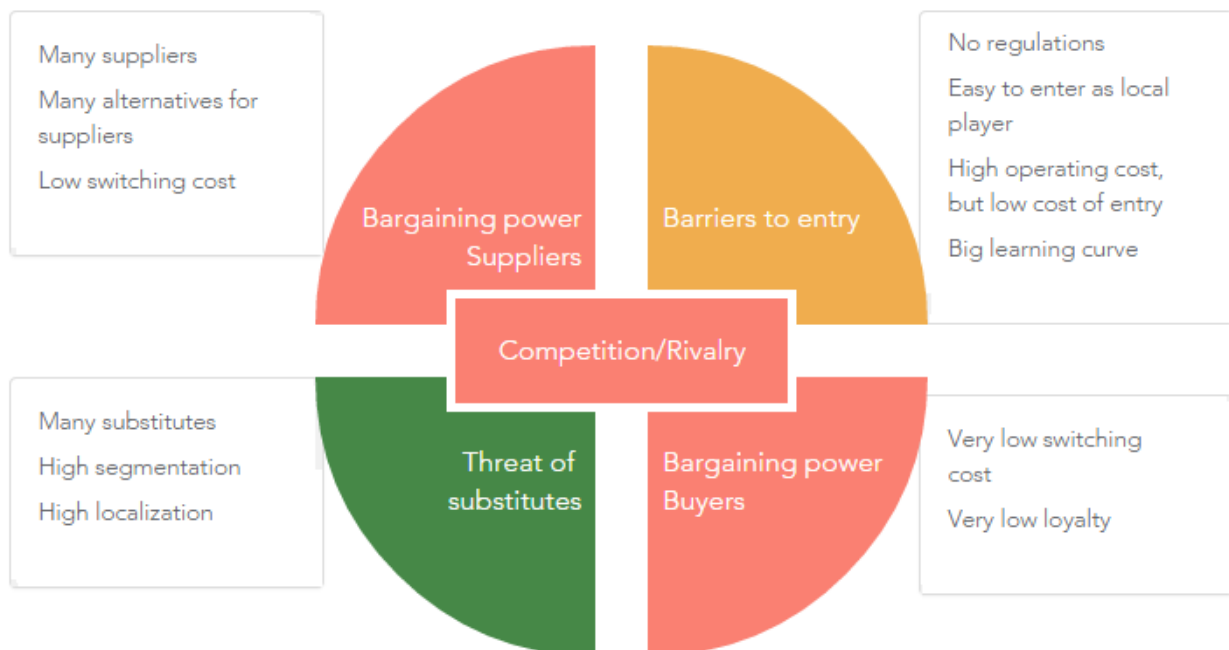 Many suppliers
Many alternatives for
suppliers
Low switching cost
Bargaining power
Suppliers
Barriers to entry
No regulations
Easy to enter as local
player
High operating cost,
but low cost of entry
Big learning curve
Competition/Rivalry
Many substitutes
High segmentation
High localization
Threat of
substitutes
Bargaining power
Buyers
Very low switching
cost
Very low loyalty